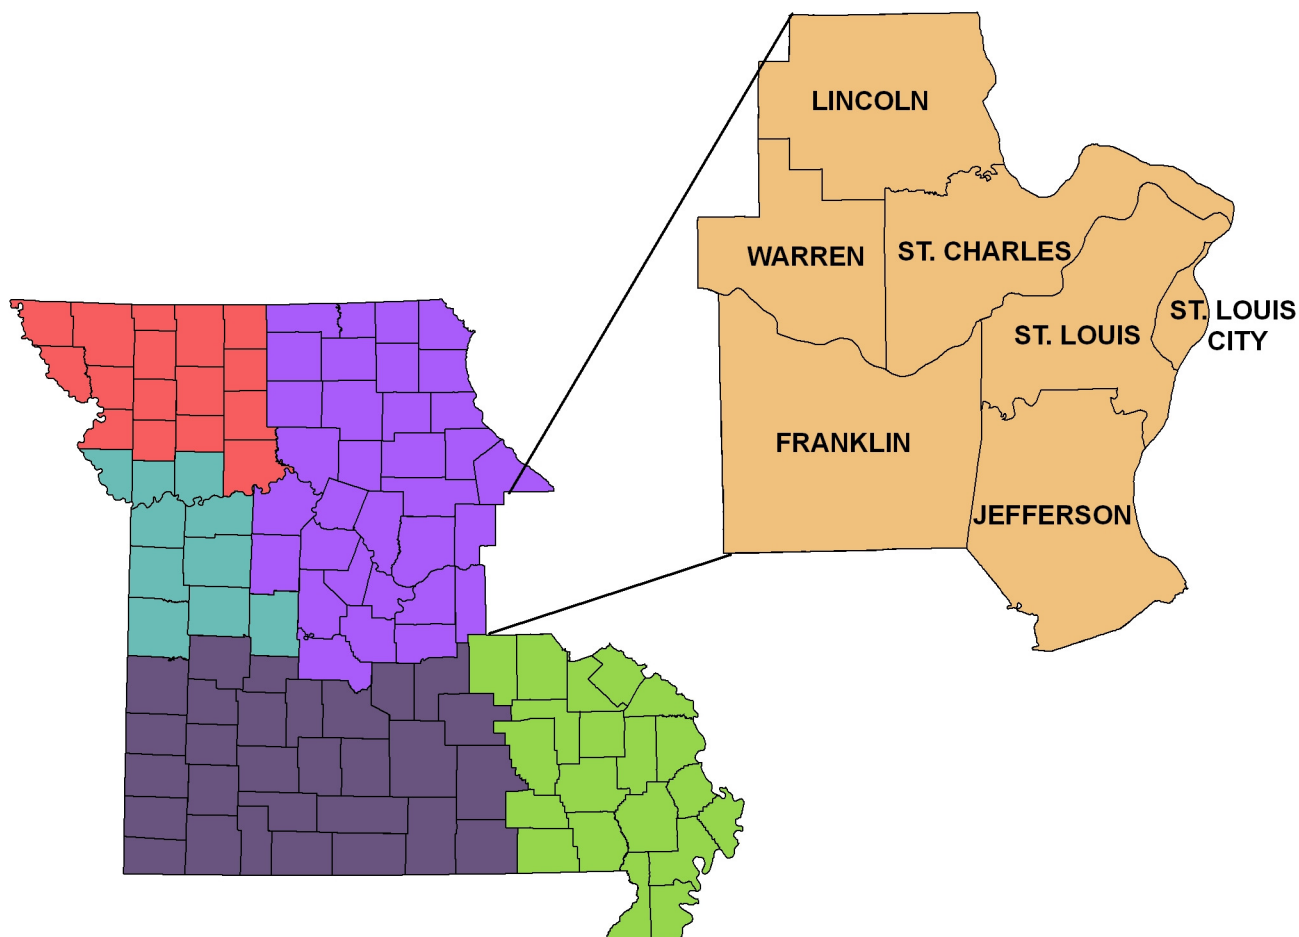 LINCOLN
WARREN
ST. CHARLES
ST. LOUIS
ST. LOUIS
CITY
FRANKLIN
JEFFERSON